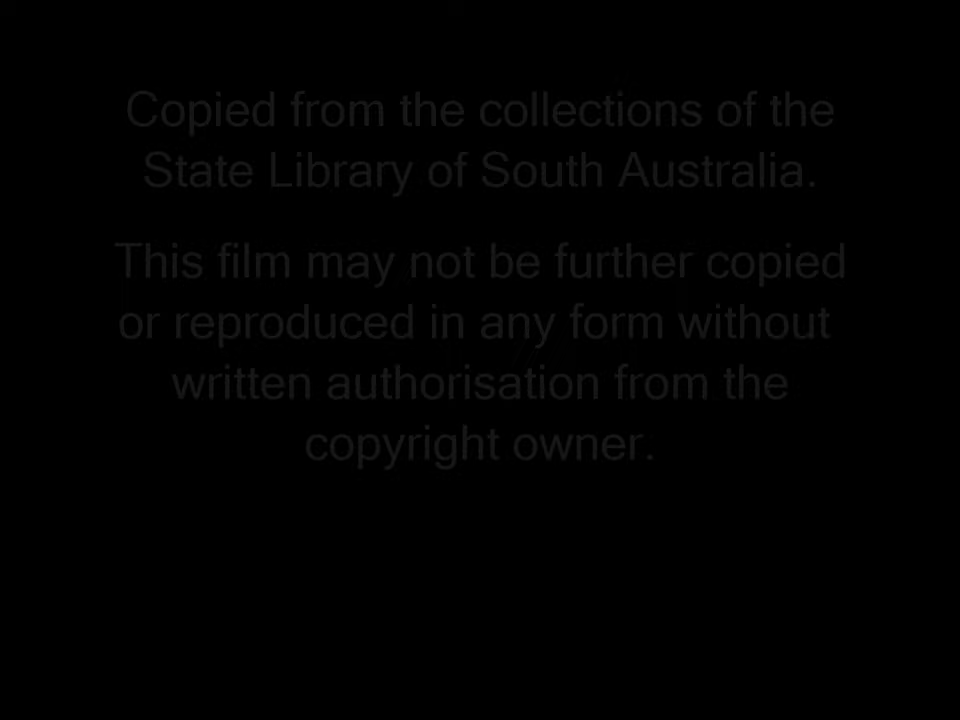 Copied from the collections of the
State Library of South Australia.
This film may not be further copied
or reproduced in any form without
written authorisation from the
copyright owner.